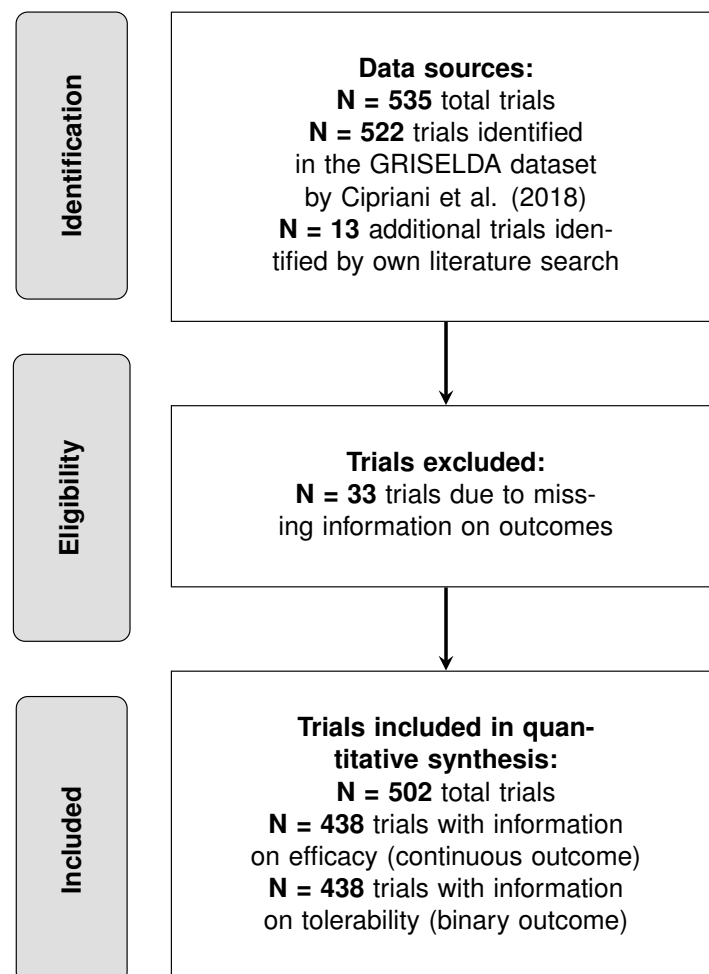 Identification
Data sources:
N = 535 total trials
N = 522 trials identified
in the GRISELDA dataset
by Cipriani et al. (2018)
N = 13 additional trials iden-
tified by own literature search
Eligibility
Trials excluded:
N = 33 trials due to miss-
ing information on outcomes
Included
Trials included in quan-
titative synthesis:
N = 502 total trials
N = 438 trials with information
on efficacy (continuous outcome)
N = 438 trials with information
on tolerability (binary outcome)